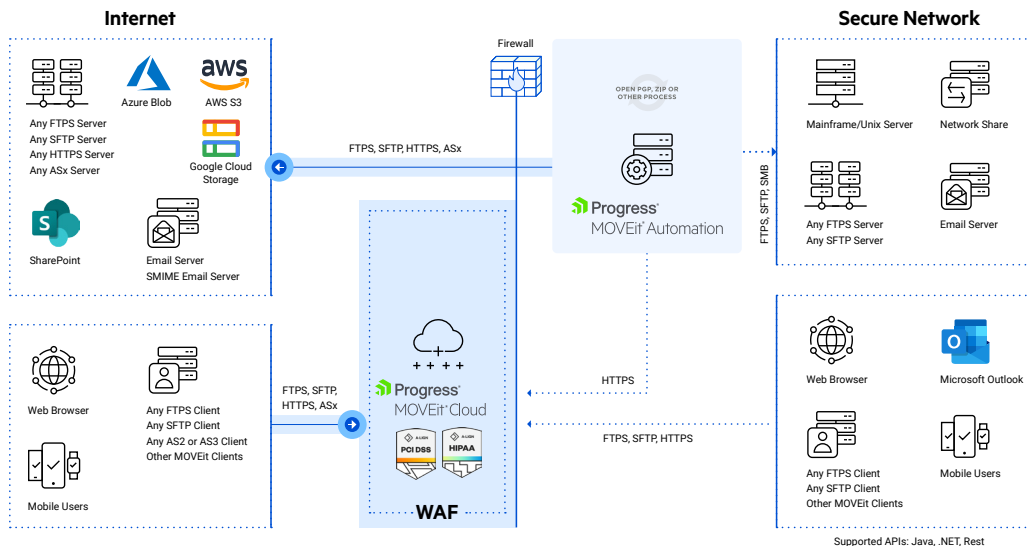 Internet
Secure Network
Firewall
Azure Blob
aws
AWS S3
Any FTPS Server
Any SFTP Server
Any HTTPS Server
Any ASx Server
Google Cloud
Storage
S
SharePoint
Email Server
SMIME Email Server
FTPS, SFTP, HTTPS, ASx
OPEN PGP, ZIP OR
OTHER PROCESS
Progress®
MOVEit® Automation
FTPS, SFTP, SMB
Mainframe/Unix Server
Network Share
Any FTPS Server
Any SFTP Server
Email Server
Web Browser
Any FTPS Client
Any SFTP Client
Any AS2 or AS3 Client
Other MOVEit Clients
Mobile Users
FTPS, SFTP,
HTTPS, ASx
Progress®
MOVEit® Cloud
A-LIGN
PCI DSS
A-LIGN
HIPAA
WAF
HTTPS
FTPS, SFTP, HTTPS
Web Browser
O
Microsoft Outlook
Any FTPS Client
Any SFTP Client
Other MOVEit Clients
Mobile Users
Supported APIs: Java, .NET, Rest